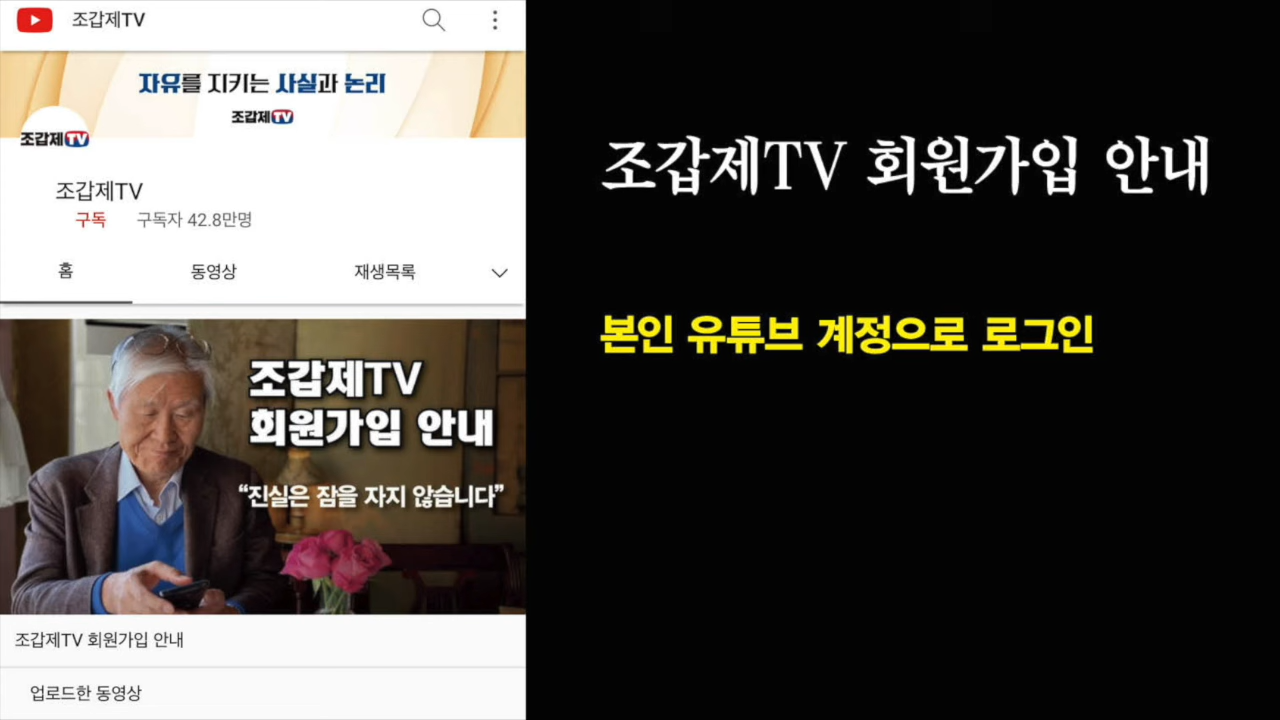 조갑제TV
자유를 지키는 사실과 논리
조갑제TV
조갑제TV
조갑제TV
구독 구독자 42.8만명
홈 동영상 재생목록
조갑제TV
회원가입 안내
“진실은 잠을 자지 않습니다”
조갑제TV 회원가입 안내
업로드한 동영상
조갑제TV 회원가입 안내
본인 유튜브 계정으로 로그인